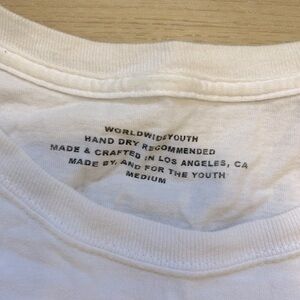 WORLDWIDEYOUTH
HAND DRY RECOMMENDED
MADE & CRAFTED IN LOS ANGELES, CA
MADE BY, AND FOR THE YOUTH
MEDIUM